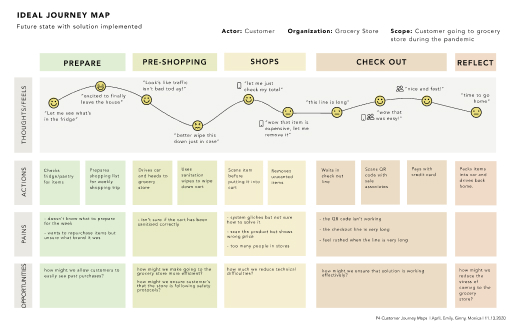 IDEAL JOURNEY MAP
Future state with solution implemented
Actor: Customer
Organization: Grocery Store
Scope: Customer going to grocery
store during the pandemic
PREPARE
PRE-SHOPPING
SHOPS
CHECK OUT
REFLECT
THOUGHTS/FEELS
"Let me see what's
in the fridge"
"excited to finally
leave the house"
"Looks like traffic
isn't bad today!"
"better wipe this
down just in case"
"let me just
check my total"
"wow that item is
expensive, let me
remove it"
"this line is long"
"wow that
was easy!"
"nice and fast!"
"time to go
home"
ACTIONS
Checks
fridge/pantry
for items
Prepares
shopping list
for weekly
shopping trip
Drives car
and heads to
grocery
store
Uses
sanitation
wipes to wipe
down cart
Scans item
before
putting it into
cart
Removes
unwanted
items
Waits in
check out
line
Scans QR
code with
sale
associates
Pays with
credit card
Packs items
into car and
drives back
home.
PAINS
- doesn't know what to prepare
for the week
- wants to repurchase items but
unsure what brand it was
- isn't sure if the cart has been
sanitized correctly
- system glitches but not sure
how to solve it.
- scan the product but shows
wrong price
- too many people in stores
- the QR code isn't working
- the checkout line is very long
- feel rushed when the line is very long
OPPORTUNITIES
how might we allow customers to
easily see past purchases?
how might we make going to the
grocery store more efficient?
how might we ensure customer's
that the store is following safety
protocols?
how much we reduce technical
difficulties?
how might we ensure that solution is working
effectively?
how might we
reduce the
stress of
coming to the
grocery
store?
P4-Customer Journey Maps | April, Emily, Ginny, Monica | 11.13.2020